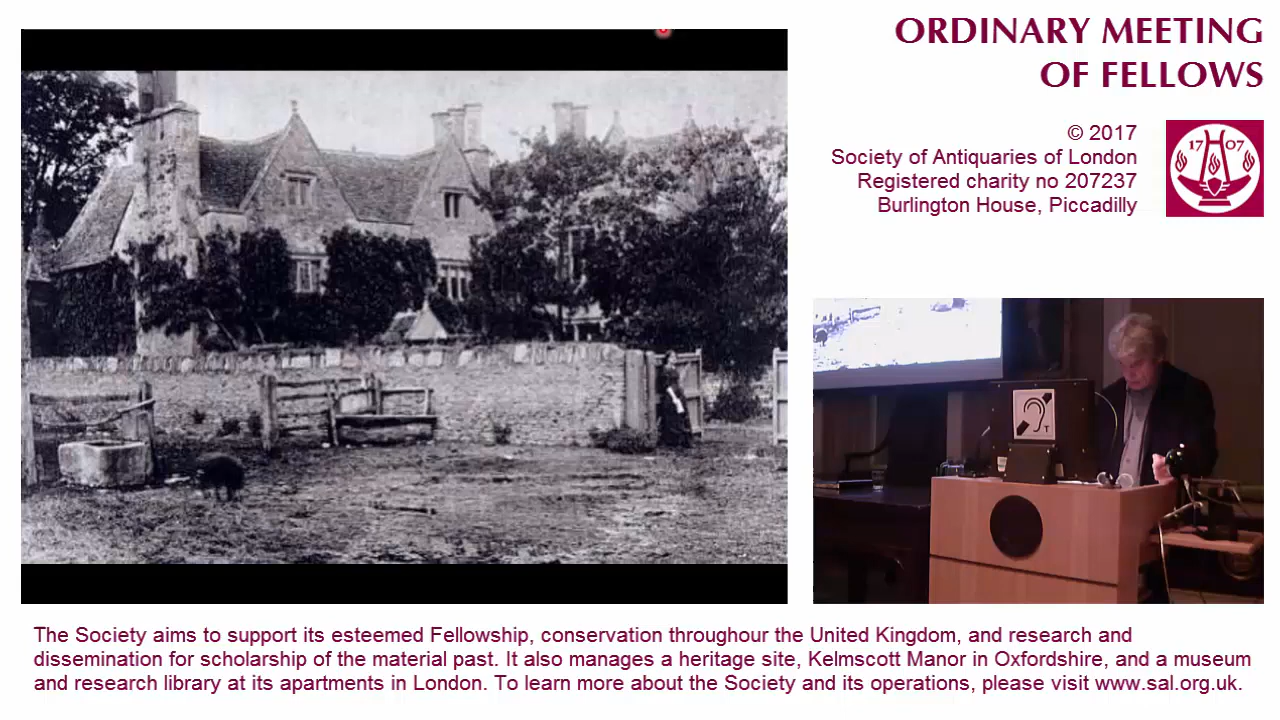 ORDINARY MEETING
OF FELLOWS
© 2017
Society of Antiquaries of London
Registered charity no 207237
Burlington House, Piccadilly
17 07
T
The Society aims to support its esteemed Fellowship, conservation throughour the United Kingdom, and research and
dissemination for scholarship of the material past. It also manages a heritage site, Kelmscott Manor in Oxfordshire, and a museum
and research library at its apartments in London. To learn more about the Society and its operations, please visit www.sal.org.uk.